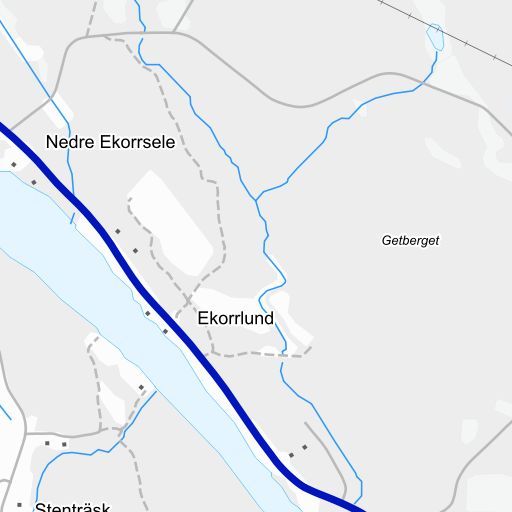 Nedre Ekorrsele
Getberget
Ekorrlund
Stenträsk